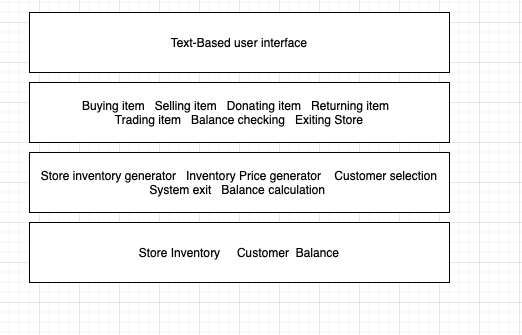 Text-Based user interface
Buying item Selling item Donating item Returning item
Trading item Balance checking Exiting Store
Store inventory generator Inventory Price generator Customer selection
System exit Balance calculation
Store Inventory Customer Balance